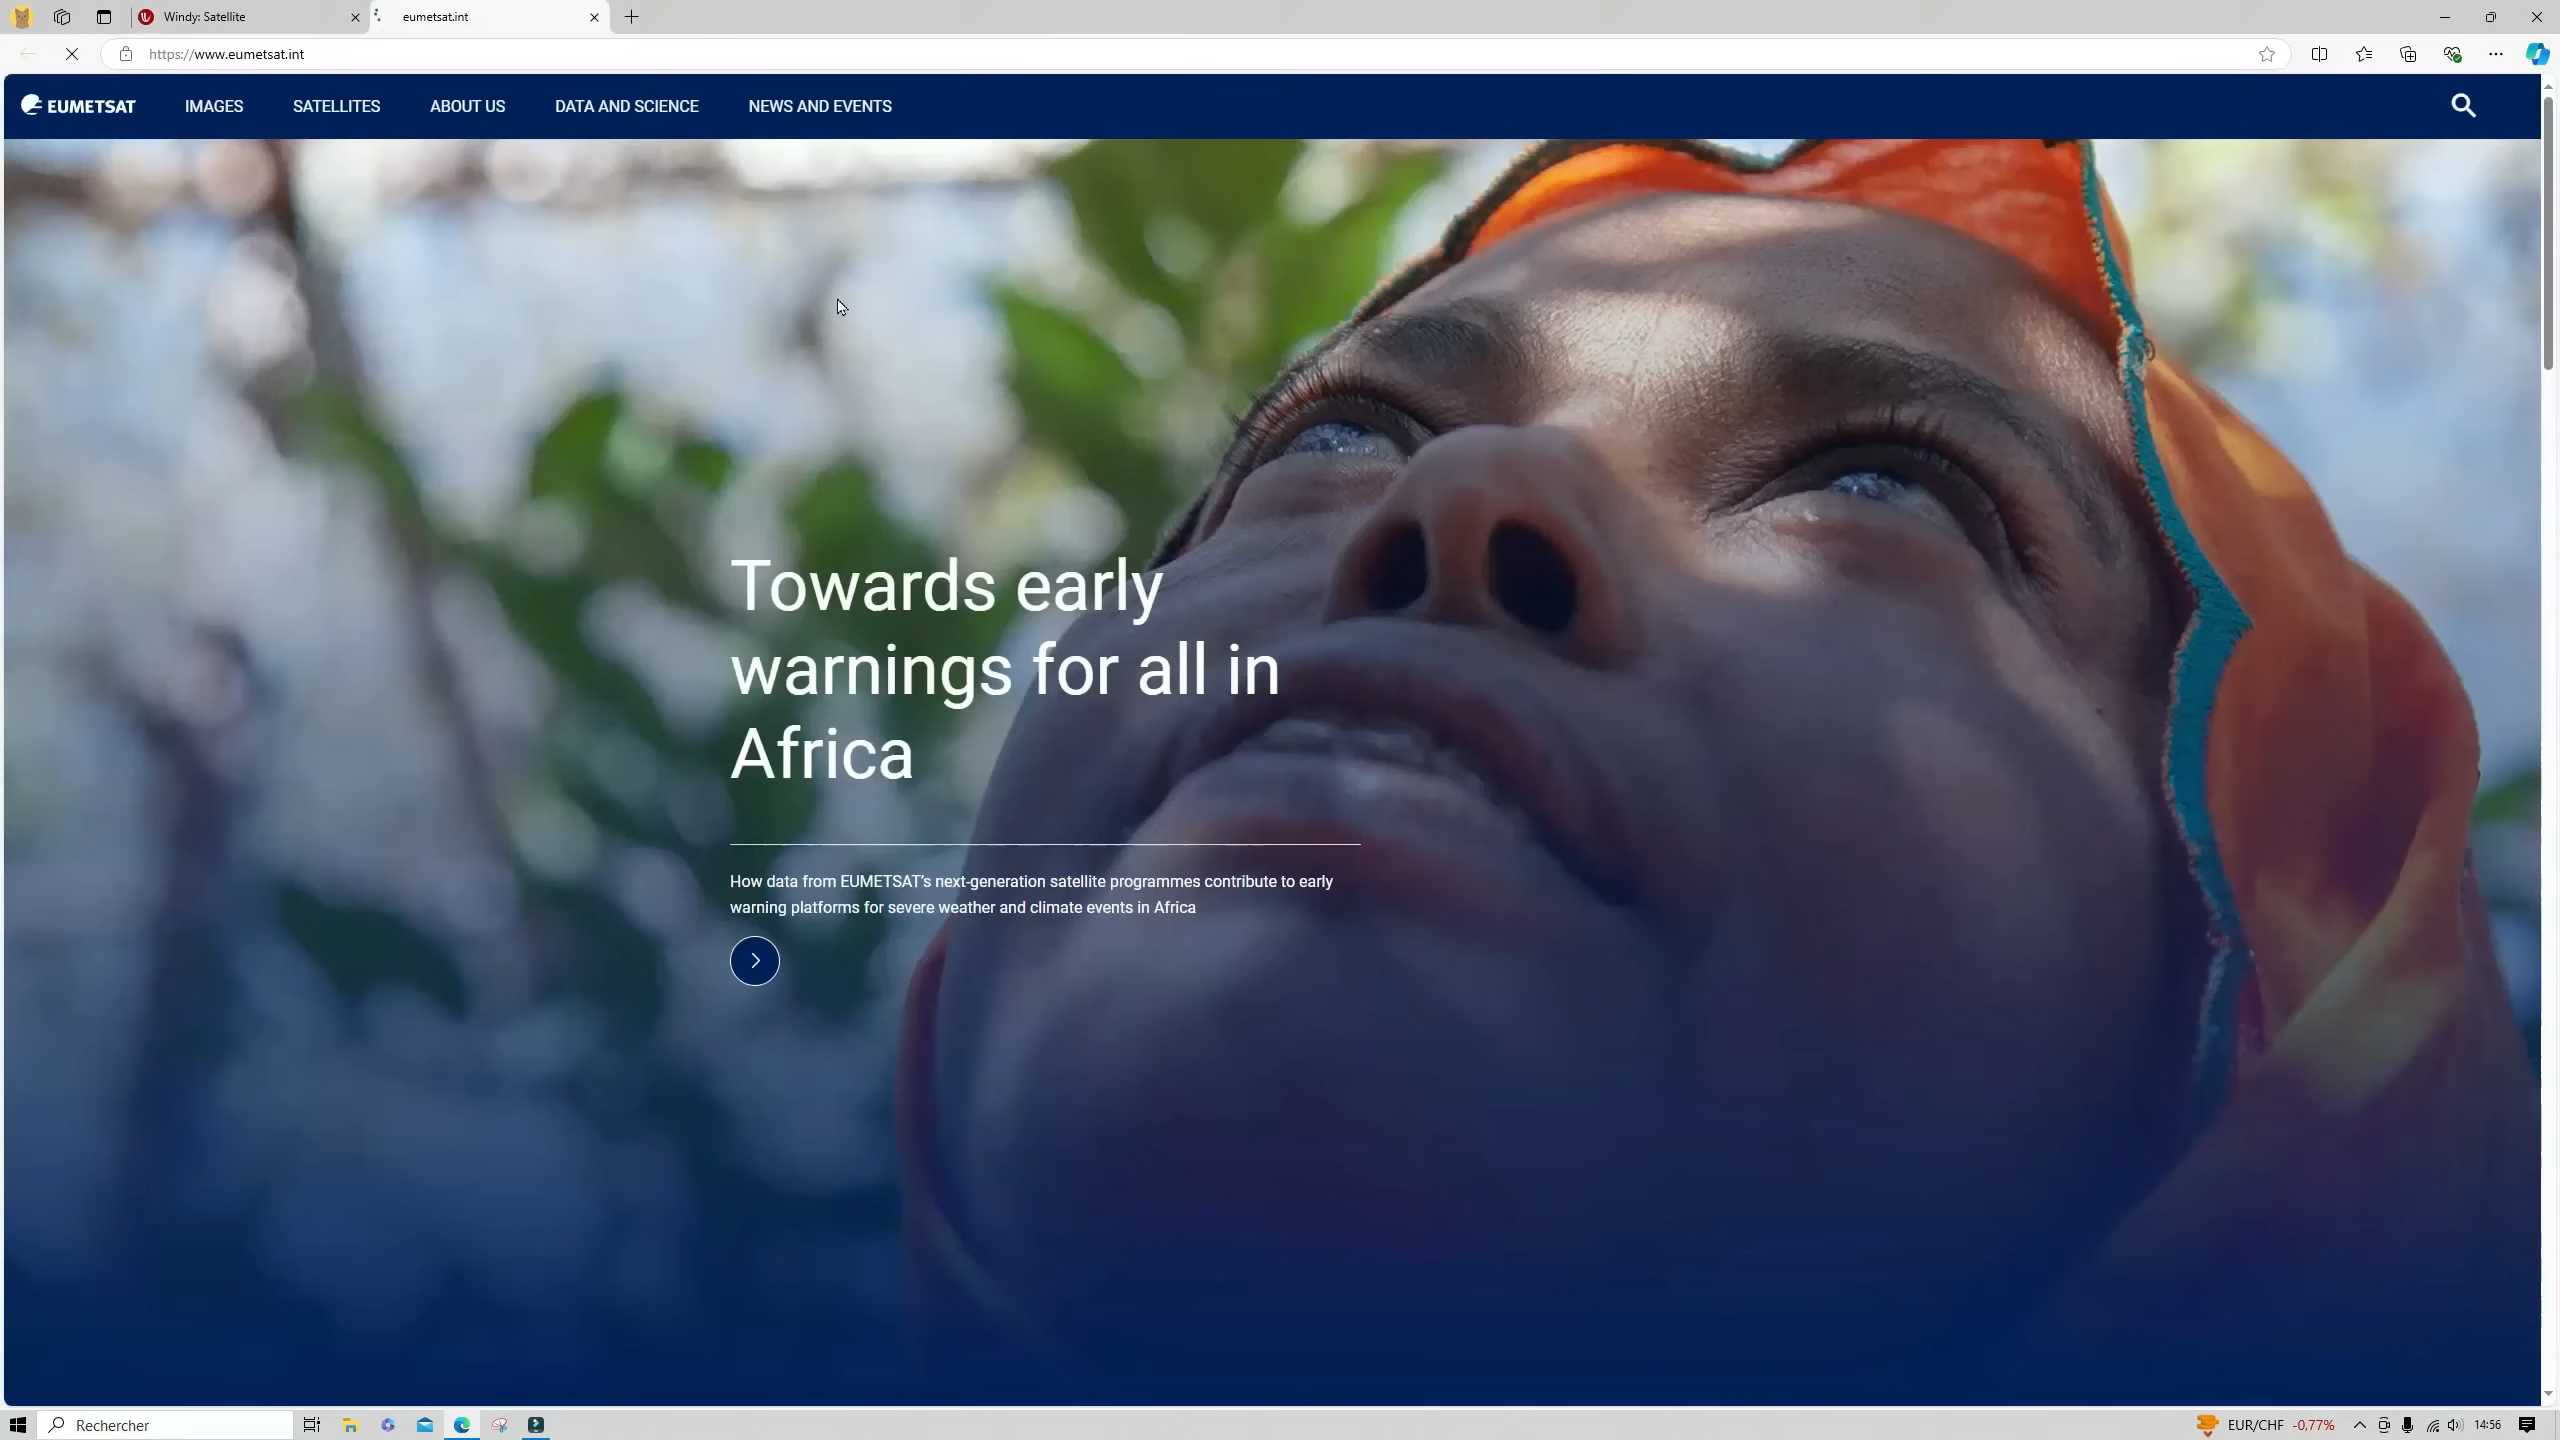 Windy: Satellite
eumetsat.int
https://www.eumetsat.int
EUMETSAT
IMAGES
SATELLITES
ABOUT US
DATA AND SCIENCE
NEWS AND EVENTS
Towards early
warnings for all in
Africa
How data from EUMETSAT's next-generation satellite programmes contribute to early
warning platforms for severe weather and climate events in Africa
Rechercher
EUR/CHF -0,77%
14:56